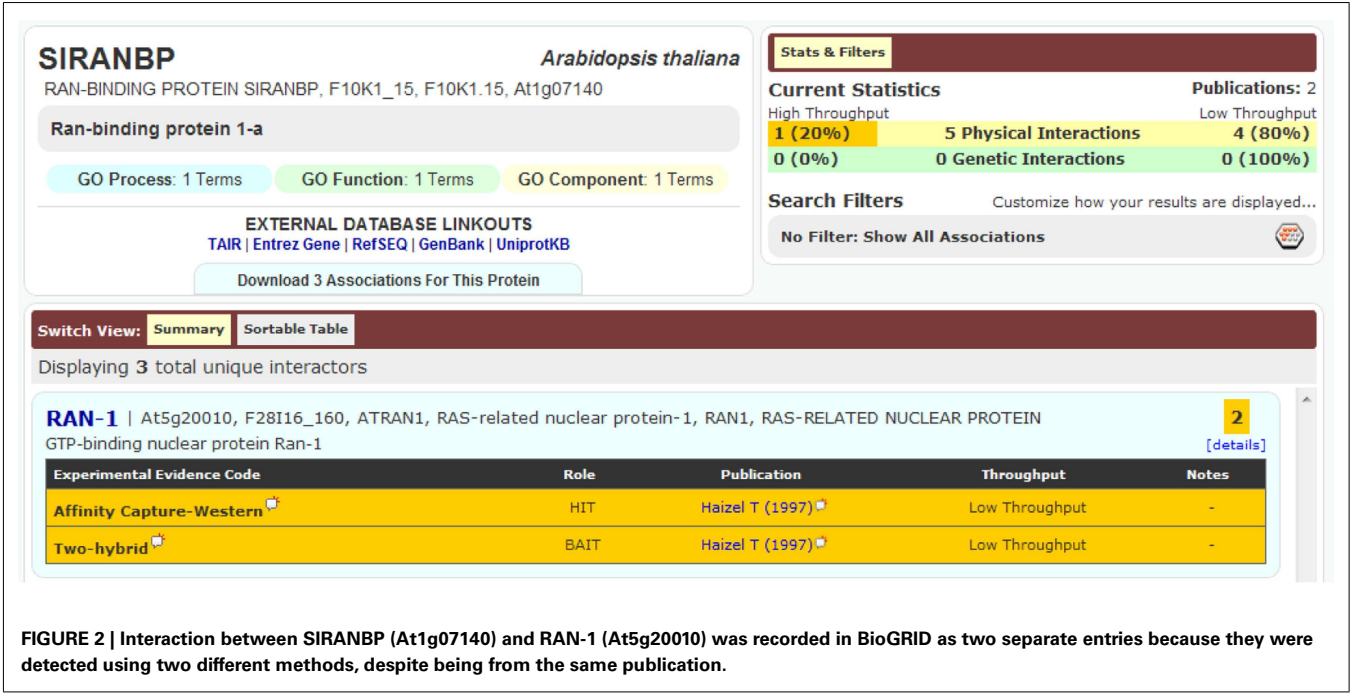 SIRANBP Arabidopsis thaliana
RAN-BINDING PROTEIN SIRANBP, F10K1_15, F10K1.15, At1g07140
Ran-binding protein 1-a
GO Process: 1 Terms GO Function: 1 Terms GO Component: 1 Terms
EXTERNAL DATABASE LINKOUTS
TAIR | Entrez Gene | RefSEQ | GenBank | UniprotKB
Download 3 Associations For This Protein
Stats & Filters
Current Statistics Publications: 2
High Throughput Low Throughput
1 (20%) 5 Physical Interactions 4 (80%)
0 (0%) 0 Genetic Interactions 0 (100%)
Search Filters Customize how your results are displayed...
No Filter: Show All Associations
Switch View: Summary Sortable Table
Displaying 3 total unique interactors
RAN-1 | At5g20010, F28I16_160, ATRAN1, RAS-related nuclear protein-1, RAN1, RAS-RELATED NUCLEAR PROTEIN 2
GTP-binding nuclear protein Ran-1 [details]
Experimental Evidence Code Role Publication Throughput Notes
Affinity Capture-Western HIT Haizel T (1997) Low Throughput -
Two-hybrid BAIT Haizel T (1997) Low Throughput -
FIGURE 2 | Interaction between SIRANBP (At1g07140) and RAN-1 (At5g20010) was recorded in BioGRID as two separate entries because they were
detected using two different methods, despite being from the same publication.